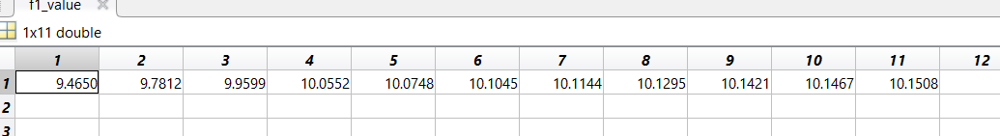 f1_value
1x11 double
1 2 3 4 5 6 7 8 9 10 11 12
1 9.4650 9.7812 9.9599 10.0552 10.0748 10.1045 10.1144 10.1295 10.1421 10.1467 10.1508
2
3